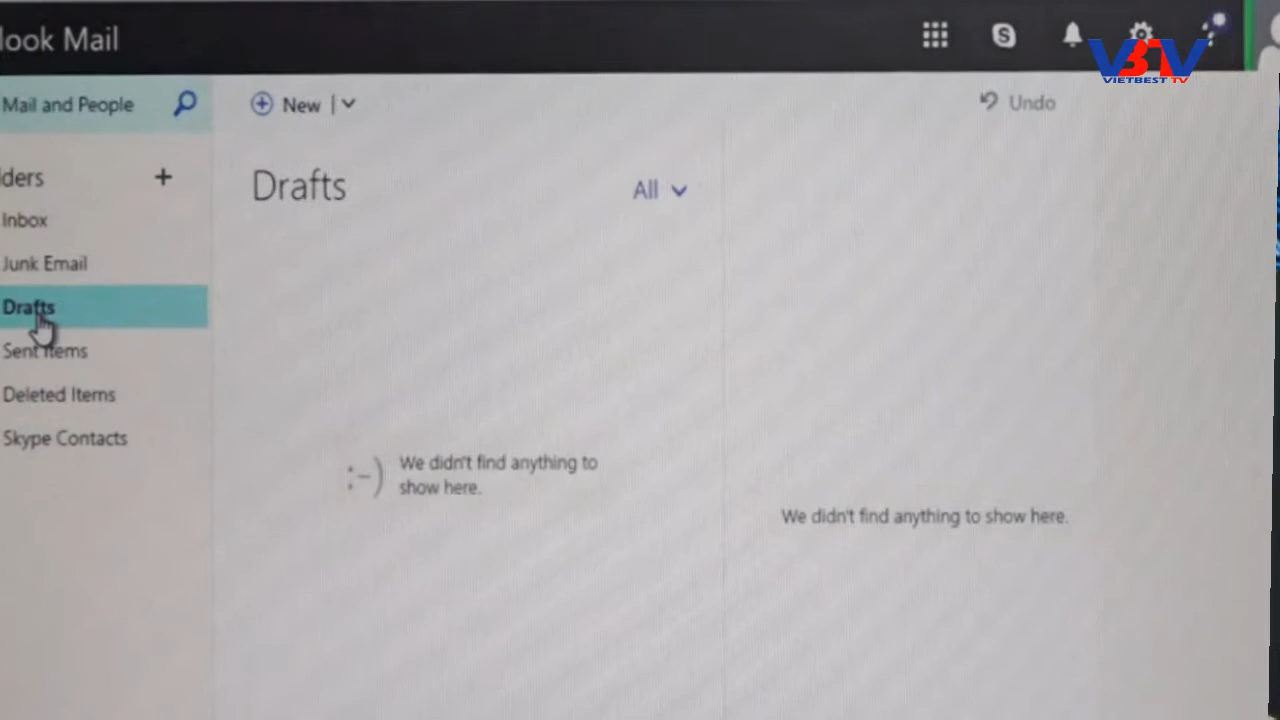 look Mail
VBTV
VIETBEST TV
Mail and People
New
Undo
lders
Drafts
All
Inbox
Junk Email
Drafts
Sent Items
Deleted Items
Skype Contacts
:-)
We didn't find anything to
show here.
We didn't find anything to show here.